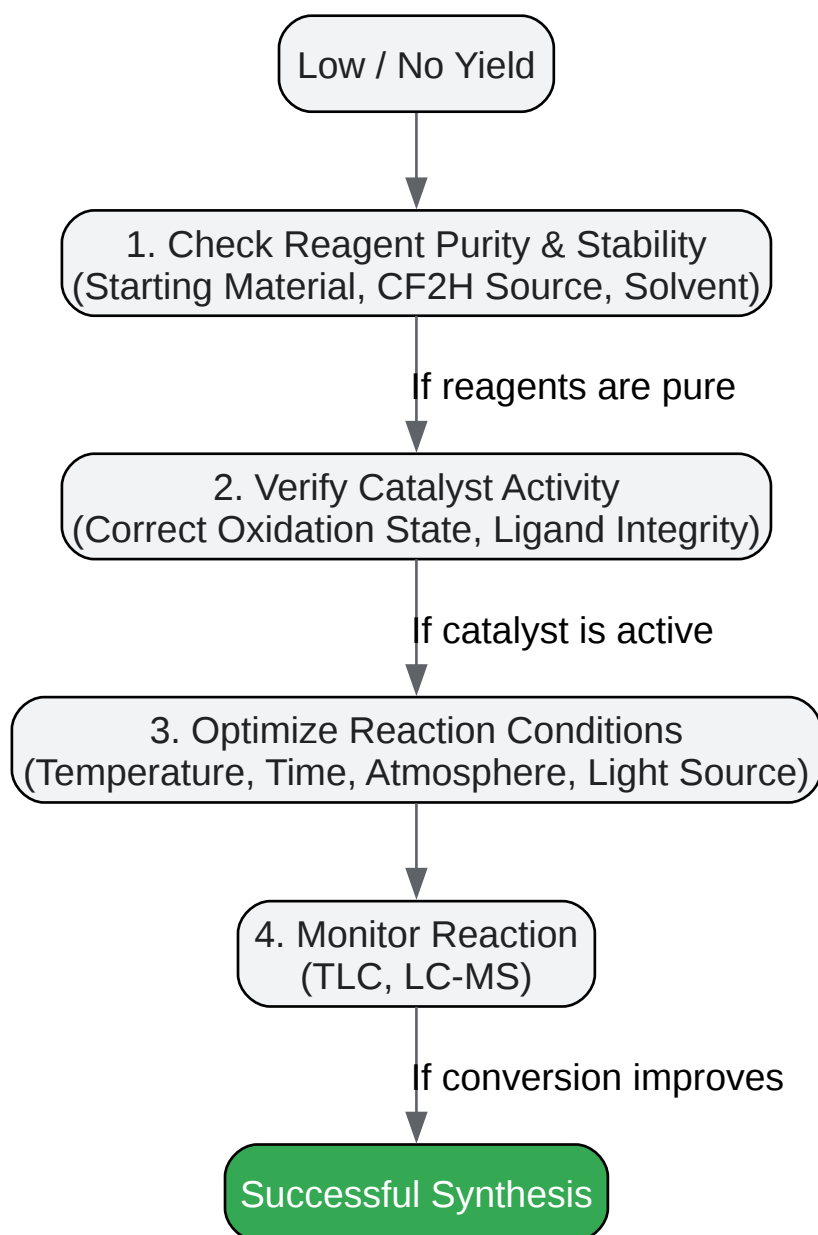 Low / No Yield
1. Check Reagent Purity & Stability
(Starting Material, CF2H Source, Solvent)
If reagents are pure
2. Verify Catalyst Activity
(Correct Oxidation State, Ligand Integrity)
If catalyst is active
3. Optimize Reaction Conditions
(Temperature, Time, Atmosphere, Light Source)
4. Monitor Reaction
(TLC, LC-MS)
If conversion improves
Successful Synthesis